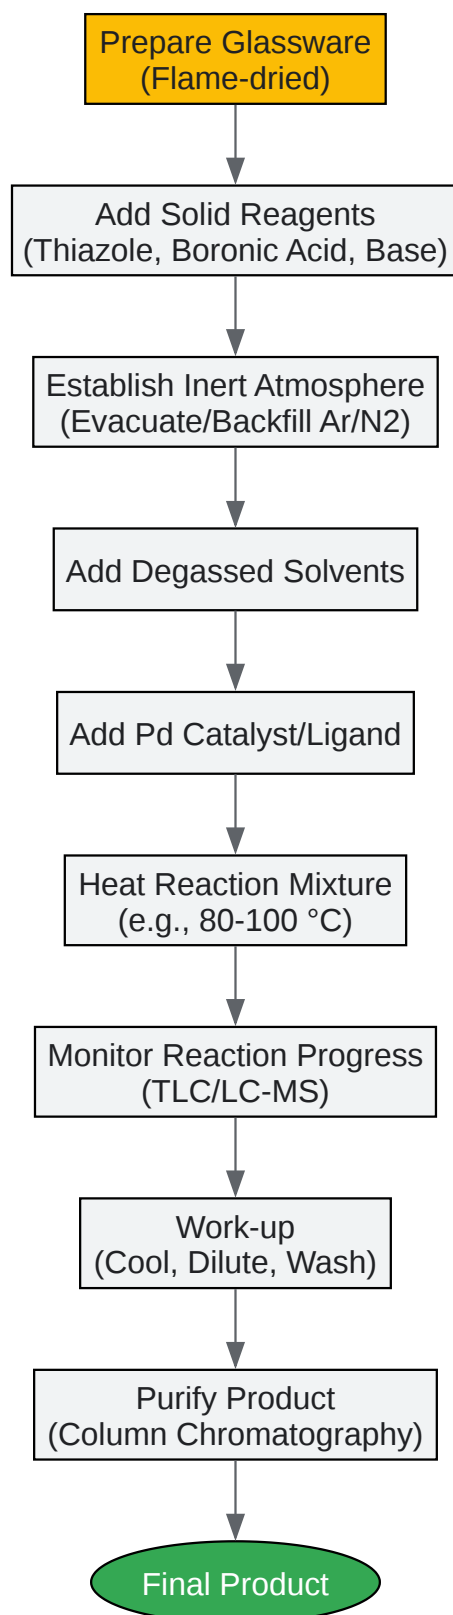 Prepare Glassware
(Flame-dried)
Add Solid Reagents
(Thiazole, Boronic Acid, Base)
Establish Inert Atmosphere
(Evacuate/Backfill Ar/N2)
Add Degassed Solvents
Add Pd Catalyst/Ligand
Heat Reaction Mixture
(e.g., 80-100 °C)
Monitor Reaction Progress
(TLC/LC-MS)
Work-up
(Cool, Dilute, Wash)
Purify Product
(Column Chromatography)
Final Product